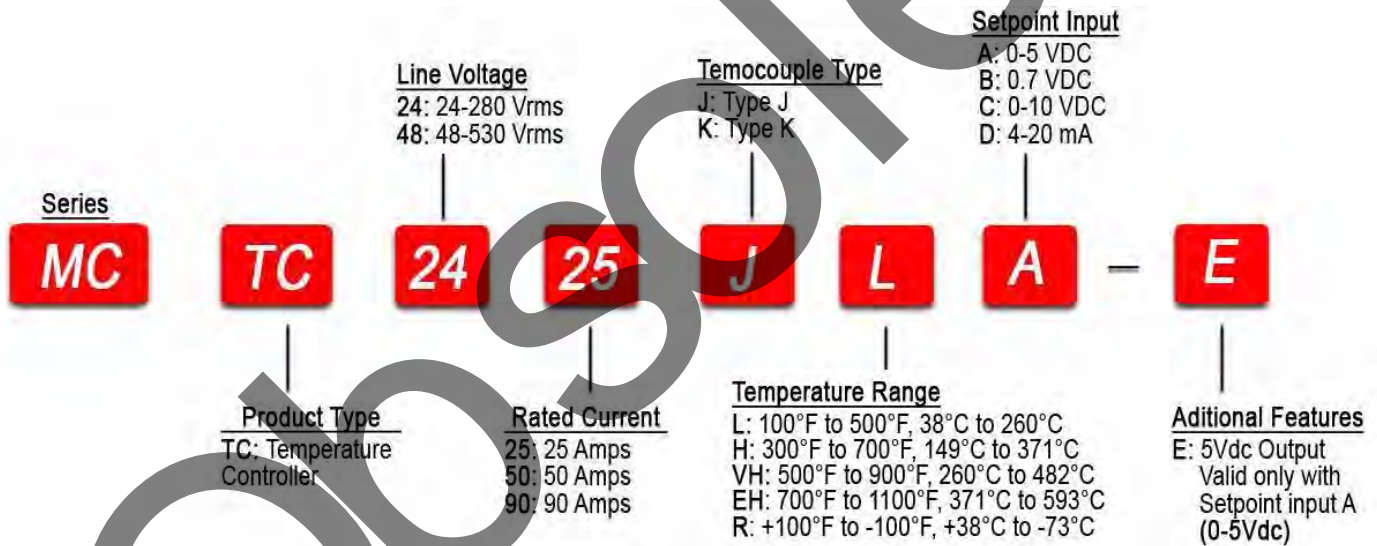 Setpoint Input
A: 0-5 VDC
B: 0.7 VDC
C: 0-10 VDC
D: 4-20 mA
Line Voltage
24: 24-280 Vrms
48: 48-530 Vrms
Temocouple Type
J: Type J
K: Type K
Series
MC TC 24 25 J L A – E
Product Type
TC: Temperature
Controller
Rated Current
25: 25 Amps
50: 50 Amps
90: 90 Amps
Temperature Range
L: 100°F to 500°F, 38°C to 260°C
H: 300°F to 700°F, 149°C to 371°C
VH: 500°F to 900°F, 260°C to 482°C
EH: 700°F to 1100°F, 371°C to 593°C
R: +100°F to -100°F, +38°C to -73°C
Aditional Features
E: 5Vdc Output
Valid only with
Setpoint input A
(0-5Vdc)
obsole